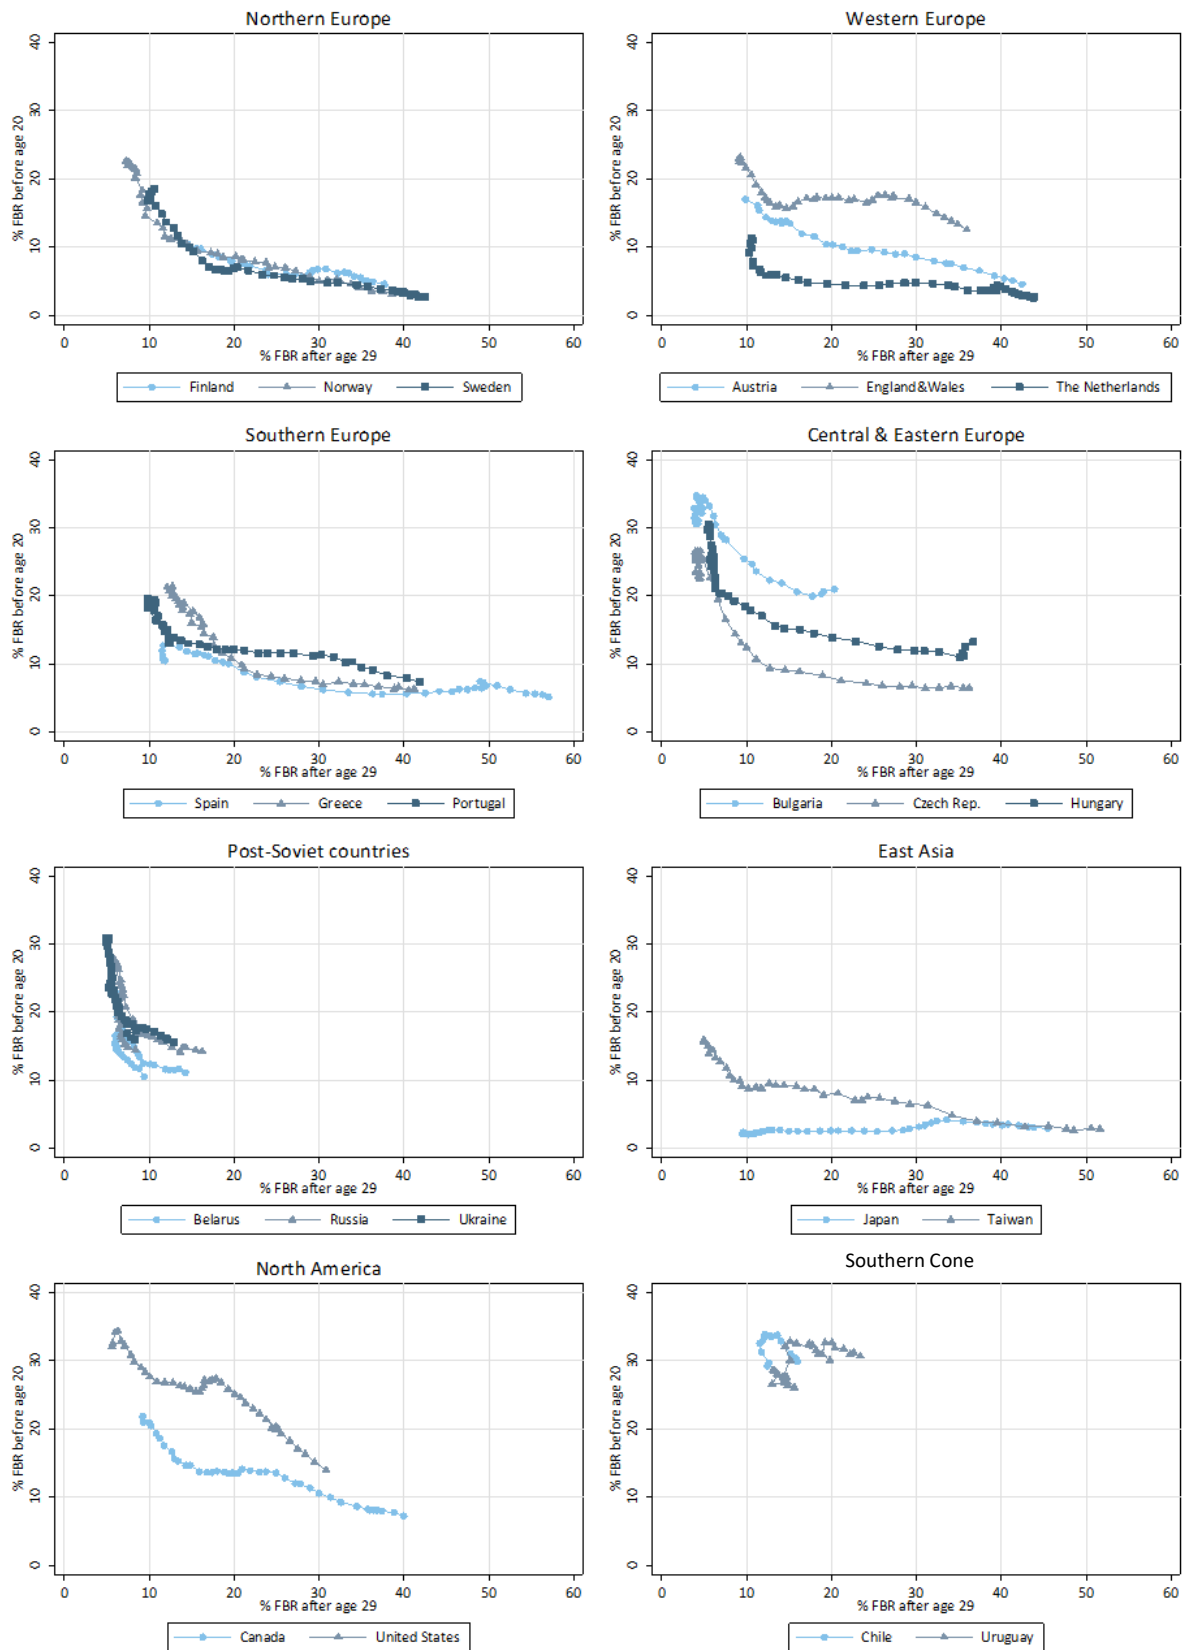 Northern Europe
% FBR before age 20
40
30
20
10
0
0 10 20 30 40 50 60
% FBR after age 29
Finland Norway Sweden
Western Europe
% FBR before age 20
40
30
20
10
0
0 10 20 30 40 50 60
% FBR after age 29
Austria England&Wales The Netherlands
Southern Europe
% FBR before age 20
40
30
20
10
0
0 10 20 30 40 50 60
% FBR after age 29
Spain Greece Portugal
Central & Eastern Europe
% FBR before age 20
40
30
20
10
0
0 10 20 30 40 50 60
% FBR after age 29
Bulgaria Czech Rep. Hungary
Post-Soviet countries
% FBR before age 20
40
30
20
10
0
0 10 20 30 40 50 60
% FBR after age 29
Belarus Russia Ukraine
East Asia
% FBR before age 20
40
30
20
10
0
0 10 20 30 40 50 60
% FBR after age 29
Japan Taiwan
North America
% FBR before age 20
40
30
20
10
0
0 10 20 30 40 50 60
% FBR after age 29
Canada United States
Southern Cone
% FBR before age 20
40
30
20
10
0
0 10 20 30 40 50 60
% FBR after age 29
Chile Uruguay